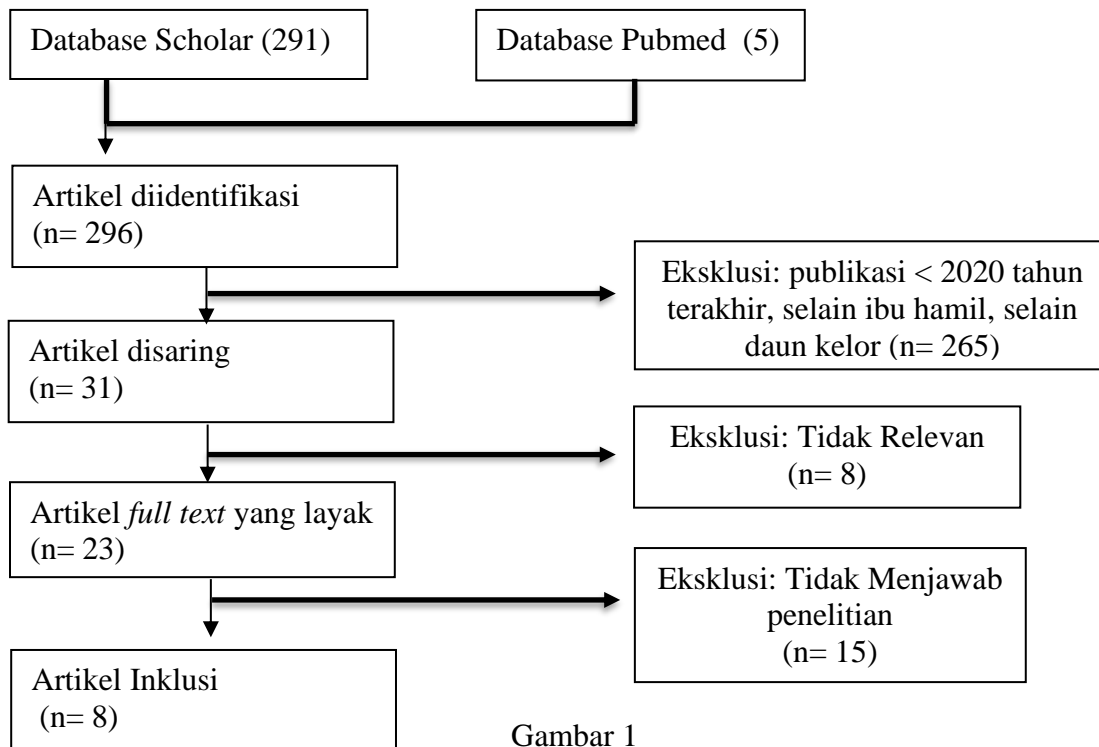 Database Scholar (291)
Database Pubmed (5)
Artikel diidentifikasi
(n= 296)
Eksklusi: publikasi < 2020 tahun
terakhir, selain ibu hamil, selain
daun kelor (n= 265)
Artikel disaring
(n= 31)
Eksklusi: Tidak Relevan
(n= 8)
Artikel full text yang layak
(n= 23)
Eksklusi: Tidak Menjawab
penelitian
(n= 15)
Artikel Inklusi
(n= 8)
Gambar 1